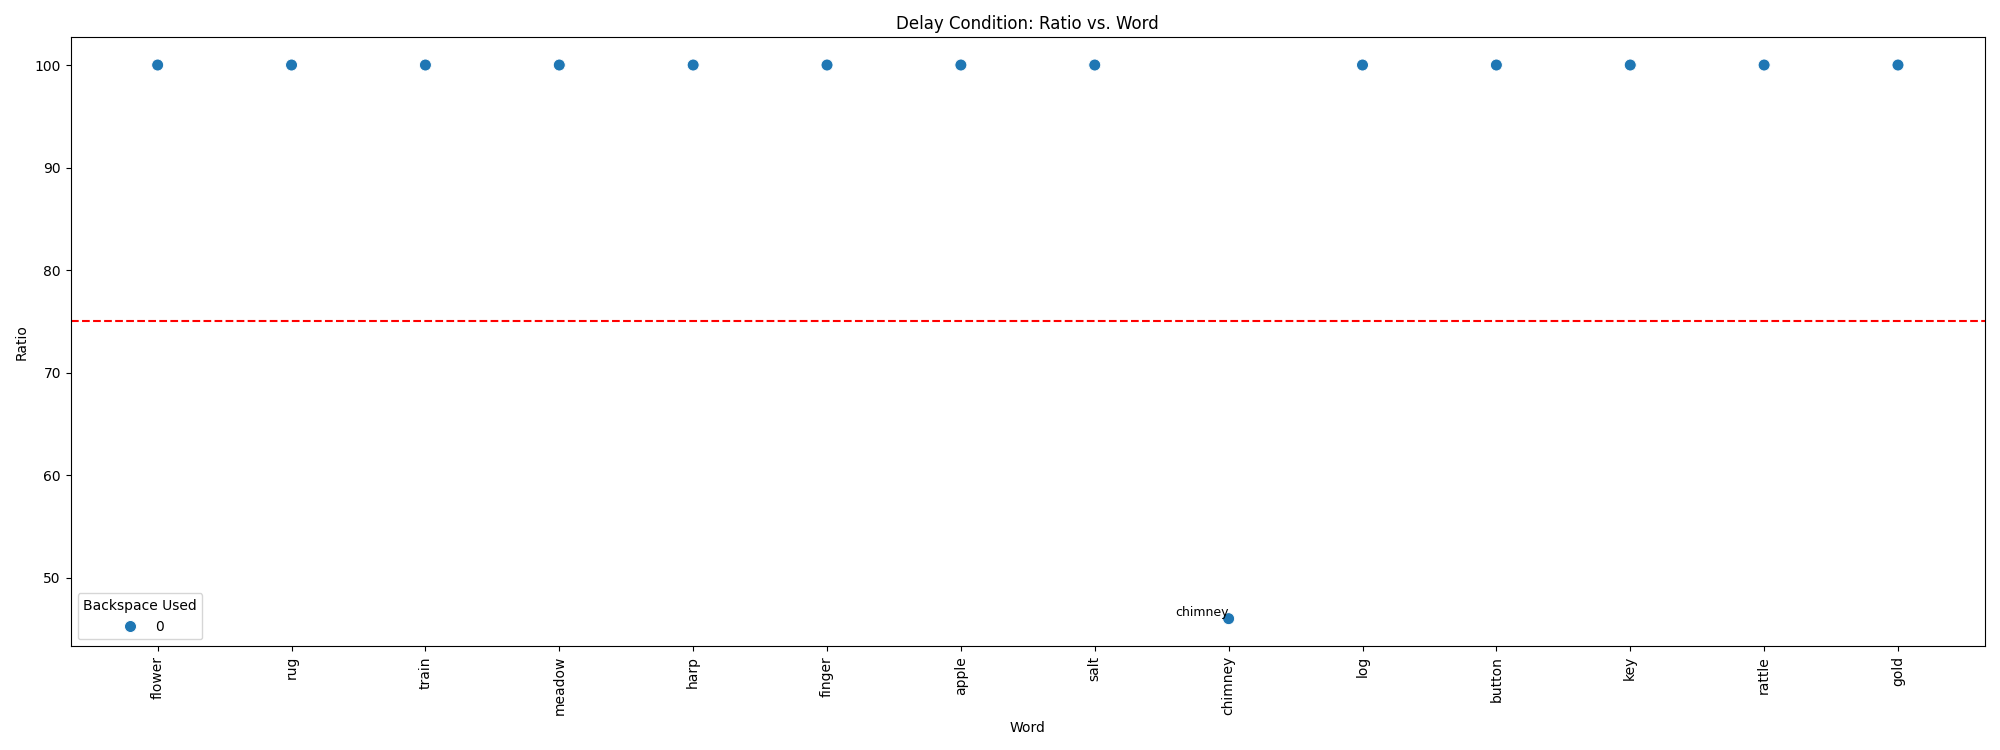 Delay Condition: Ratio vs. Word
Ratio
100
90
80
70
60
50
chimney
Backspace Used
0
flower
rug
train
meadow
harp
finger
apple
salt
chimney
log
button
key
rattle
gold
Word